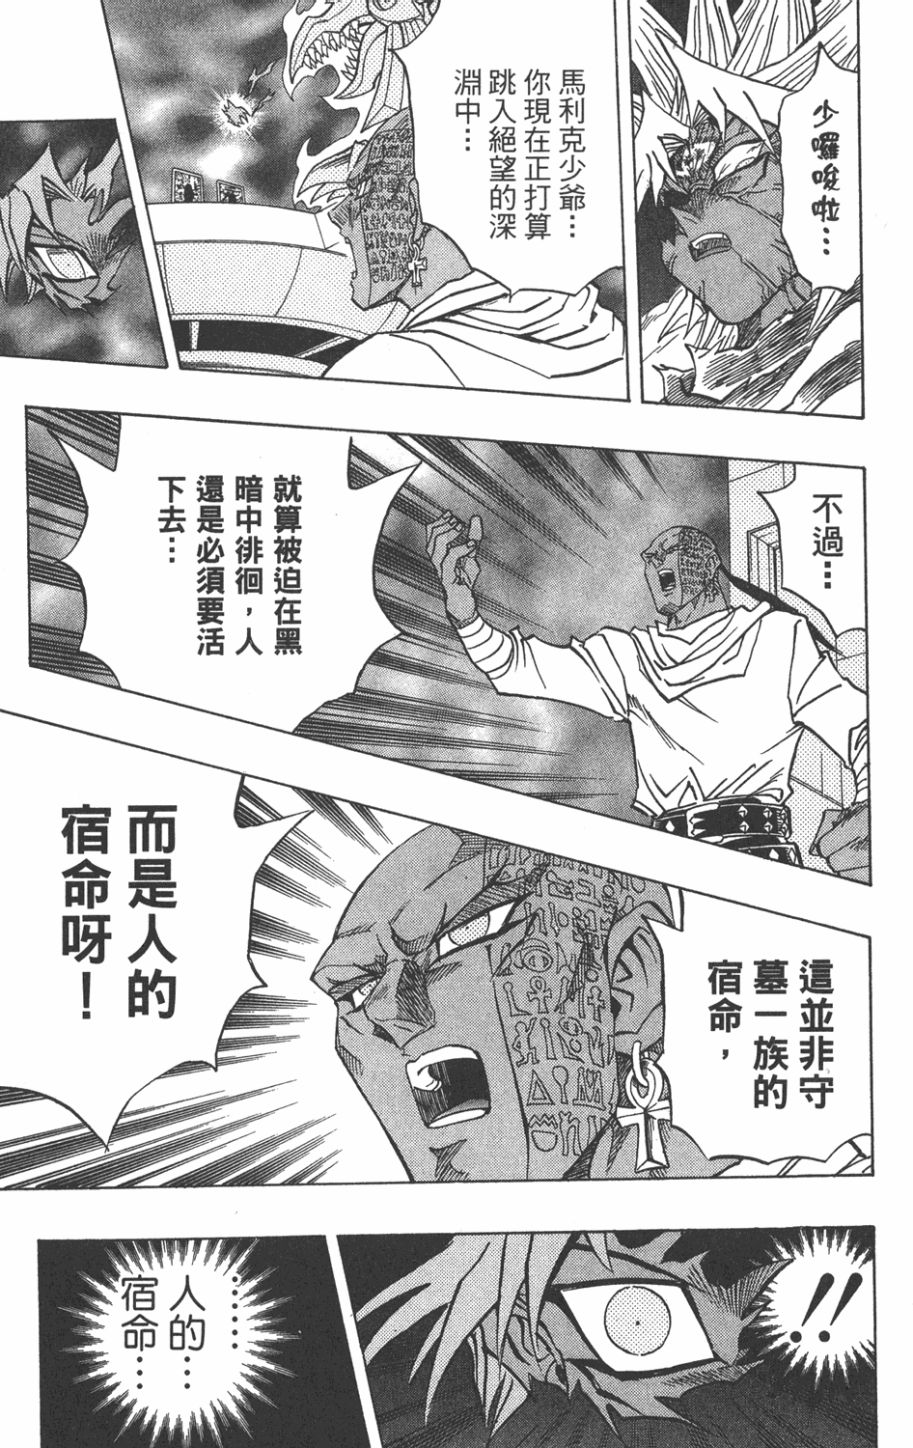 少囉唆啦…
馬利克少爺…
你現在正打算
跳入絕望的深
淵中…
不過…
就算被迫在黑
暗中徘徊，人
還是必須要活
下去…
這並非守
墓一族的
宿命，
而是人的
宿命呀！
!!
……
人的…
宿命…